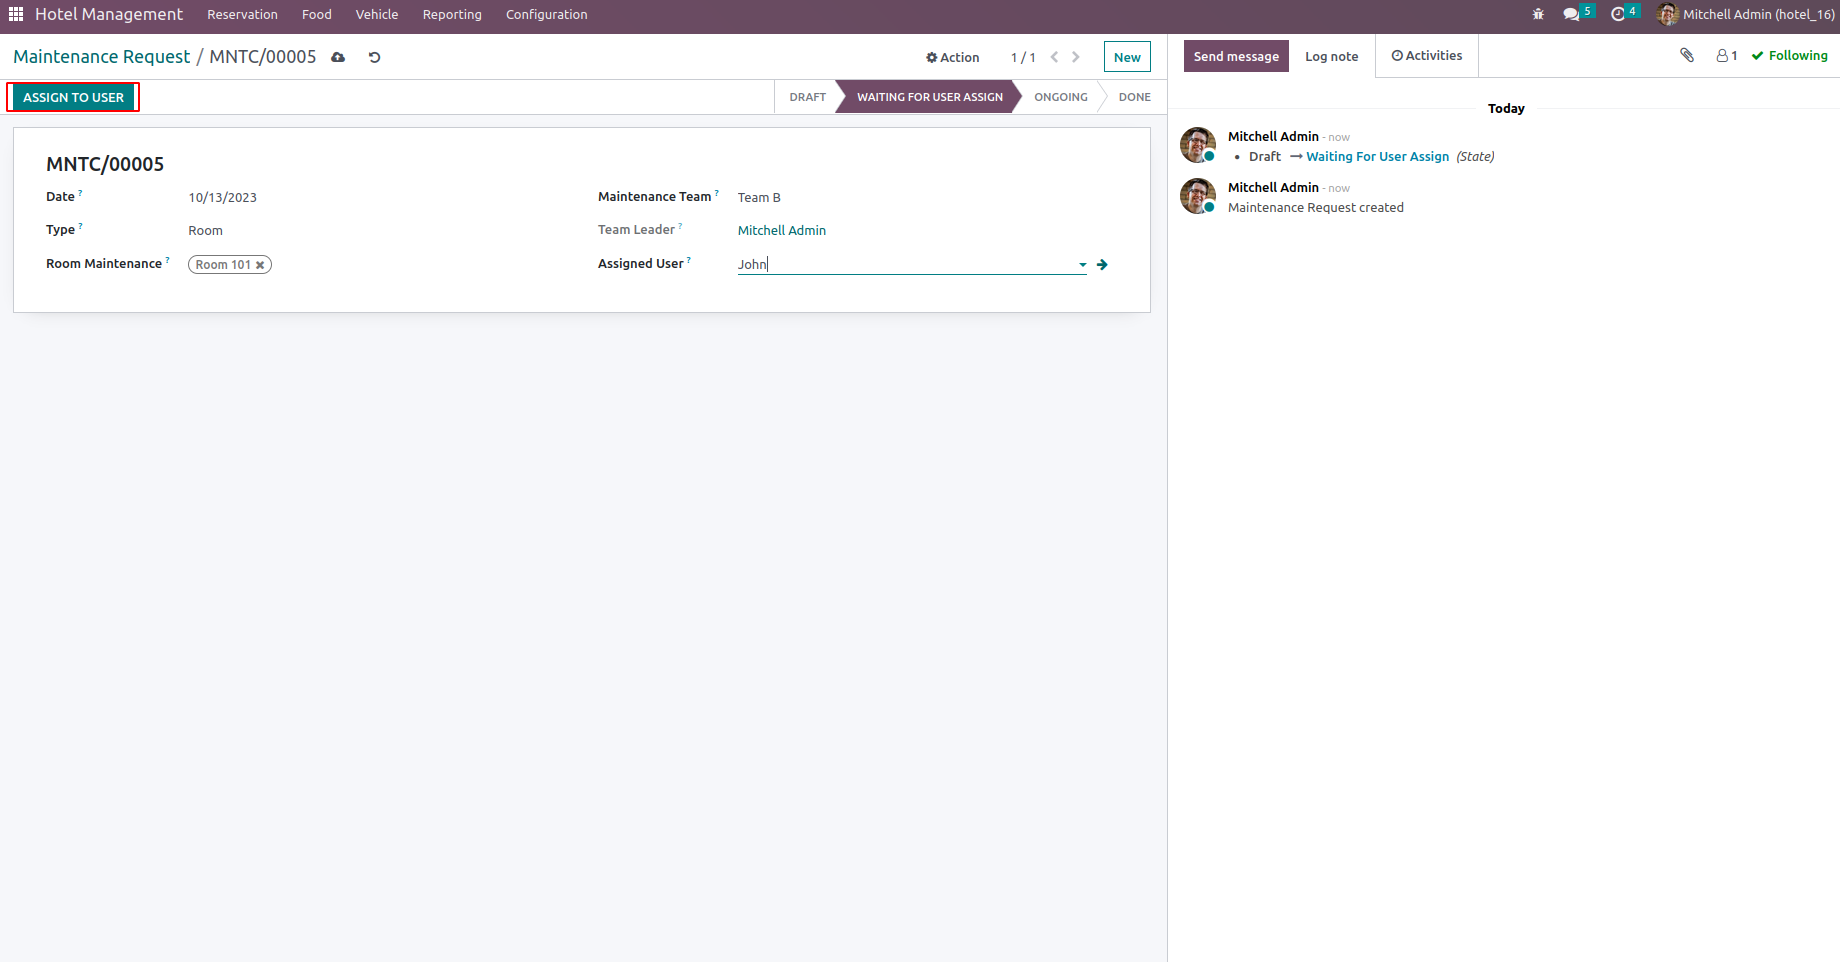 Hotel Management Reservation Food Vehicle Reporting Configuration 5 4 Mitchell Admin (hotel_16)
Maintenance Request / MNTC/00005 Action 1 / 1 New
ASSIGN TO USER DRAFT WAITING FOR USER ASSIGN ONGOING DONE
MNTC/00005
Date ? 10/13/2023 Maintenance Team ? Team B
Type ? Room Team Leader ? Mitchell Admin
Room Maintenance ? Room 101 Assigned User ? John
Send message Log note Activities 1 Following
Today
Mitchell Admin - now
• Draft → Waiting For User Assign (State)
Mitchell Admin - now
Maintenance Request created